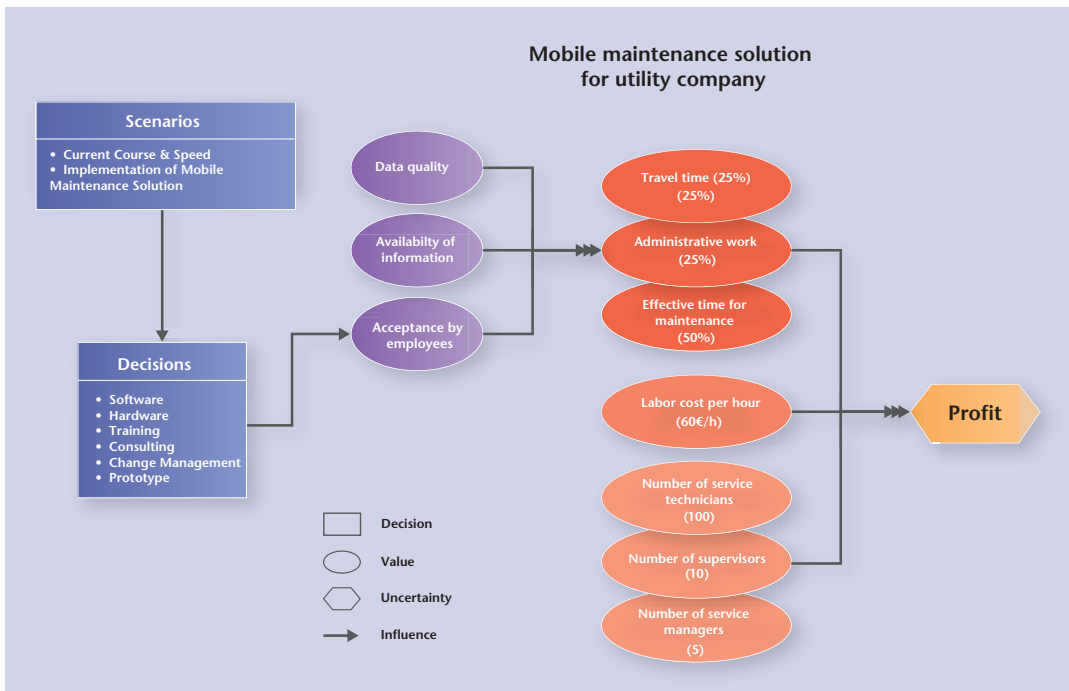 Mobile maintenance solution
for utility company
Scenarios
• Current Course & Speed
• Implementation of Mobile
Maintenance Solution
Decisions
• Software
• Hardware
• Training
• Consulting
• Change Management
• Prototype
Data quality
Availabilty of
information
Acceptance by
employees
Travel time (25%)
(25%)
Administrative work
(25%)
Effective time for
maintenance
(50%)
Labor cost per hour
(60€/h)
Number of service
technicians
(100)
Number of supervisors
(10)
Number of service
managers
(5)
Profit
Decision
Value
Uncertainty
Influence